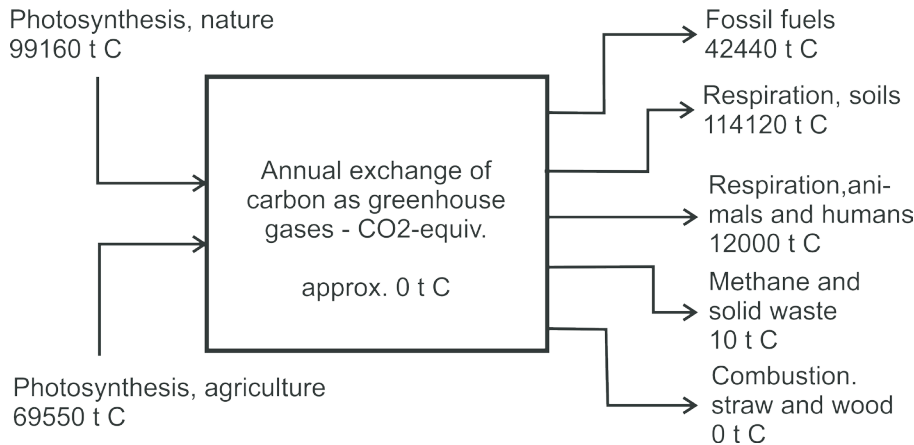 Photosynthesis, nature
99160 t C
Annual exchange of
carbon as greenhouse
gases - CO2-equiv.
approx. 0 t C
Photosynthesis, agriculture
69550 t C
Fossil fuels
42440 t C
Respiration, soils
114120 t C
Respiration,ani-
mals and humans
12000 t C
Methane and
solid waste
10 t C
Combustion.
straw and wood
0 t C